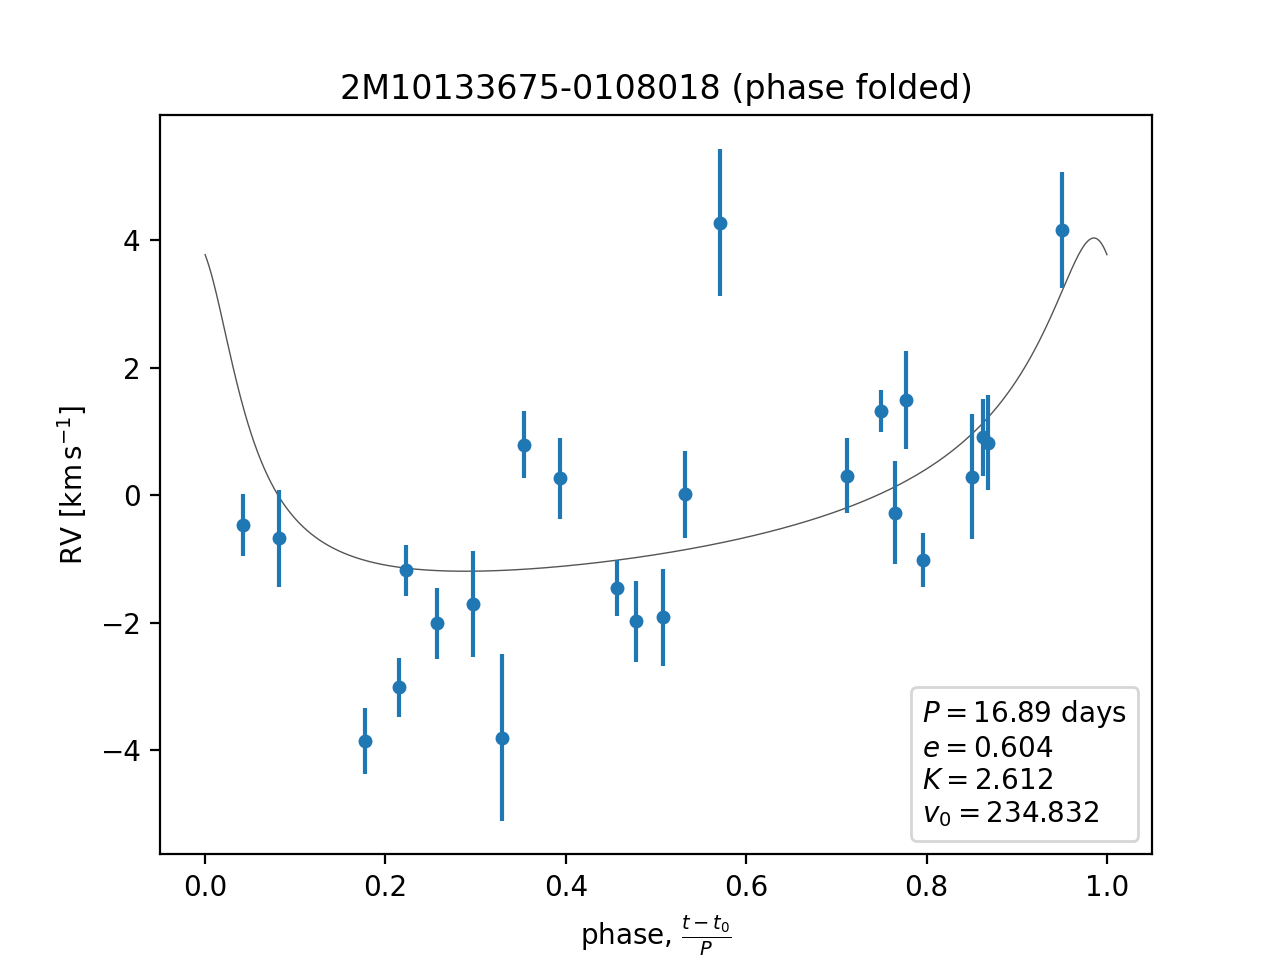 2M10133675-0108018 (phase folded)
RV [km s⁻¹]
4
2
0
−2
−4
P = 16.89 days
e = 0.604
K = 2.612
v₀ = 234.832
0.0 0.2 0.4 0.6 0.8 1.0
phase, (t − t₀)/P